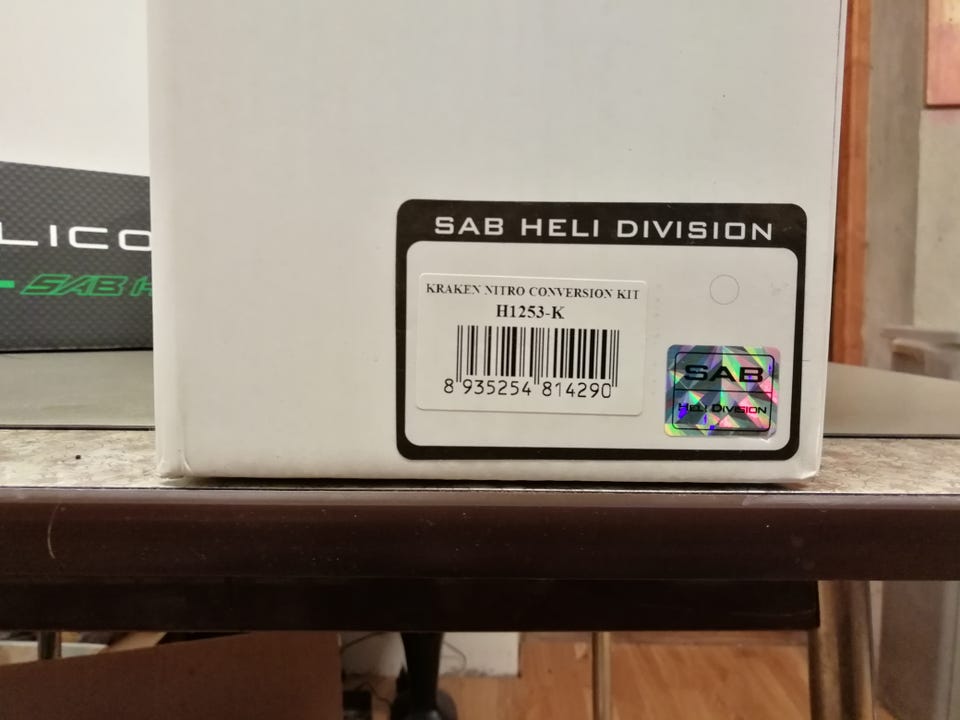 LICO
SAB H
SAB HELI DIVISION
KRAKEN NITRO CONVERSION KIT
H1253-K
8 935254 814290
SAB
HELI DIVISION